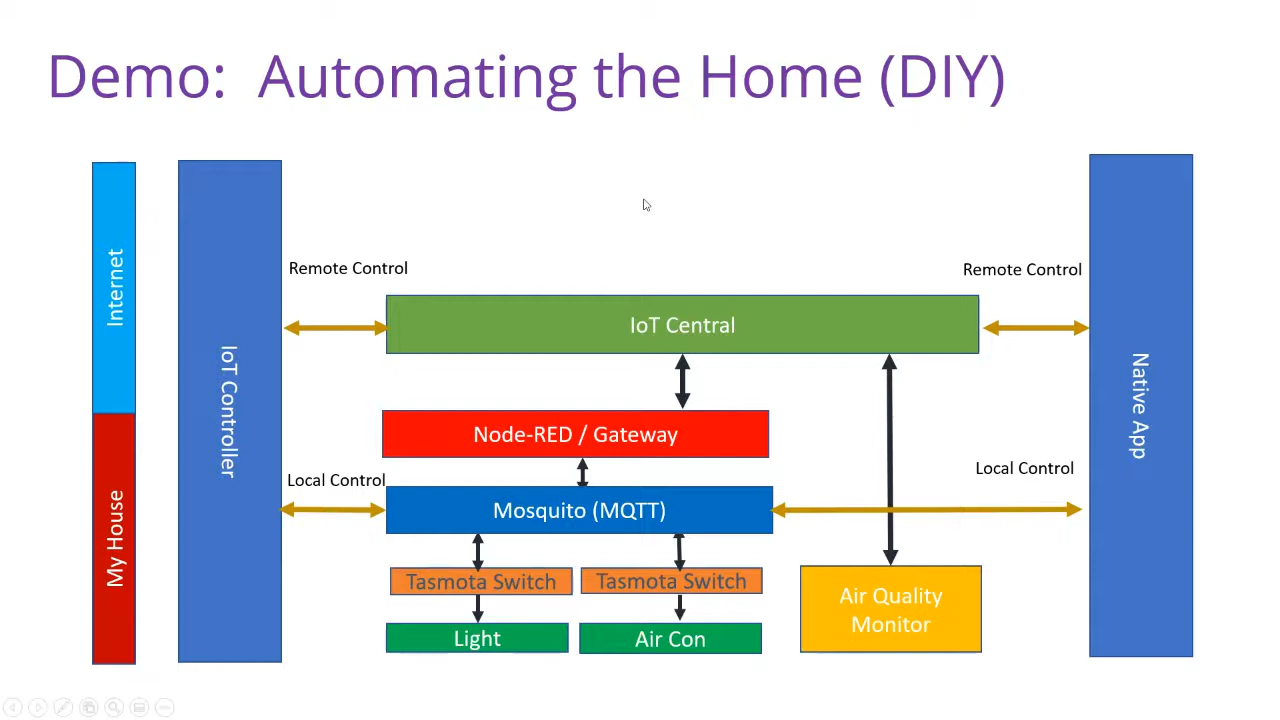 Demo:  Automating the Home (DIY)
Internet
My House
IoT Controller
Remote Control
Remote Control
IoT Central
Native App
Node-RED / Gateway
Local Control
Local Control
Mosquito (MQTT)
Tasmota Switch
Tasmota Switch
Air Quality
Monitor
Light
Air Con